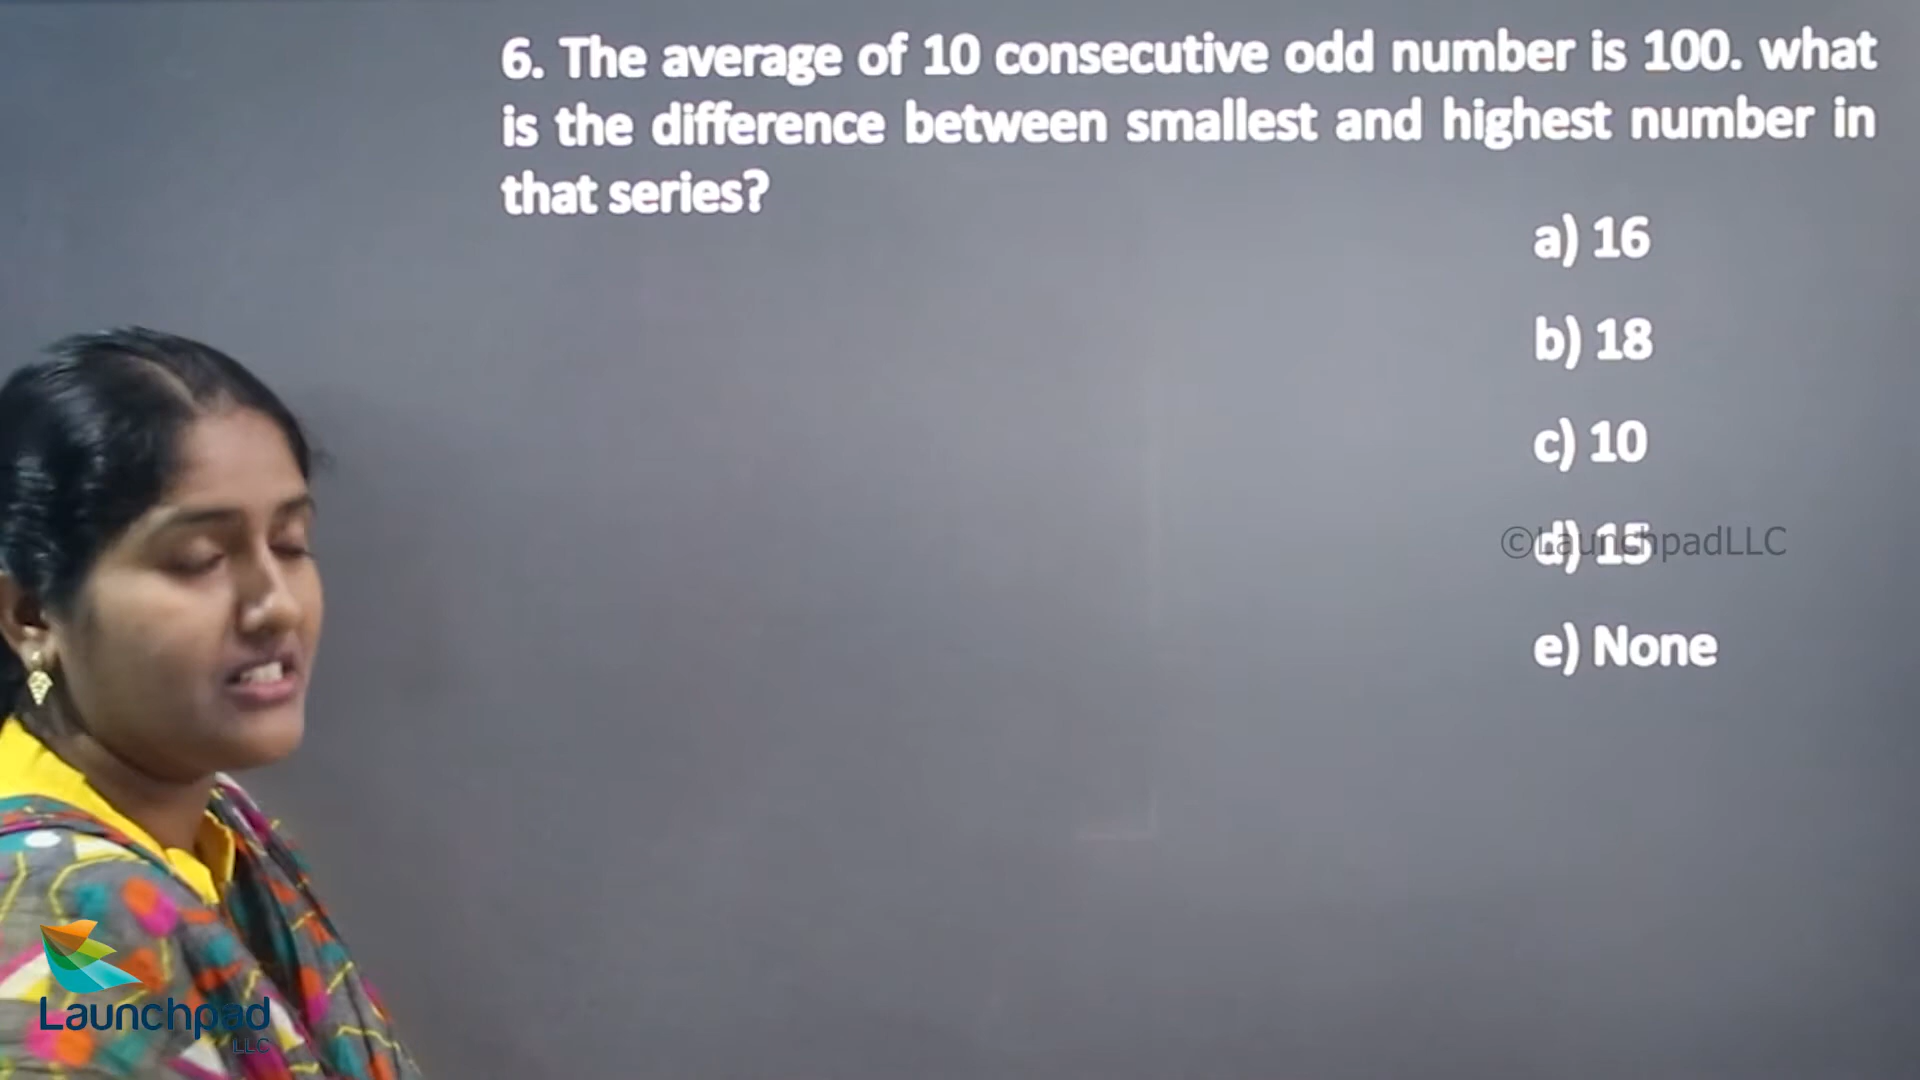 6. The average of 10 consecutive odd number is 100. what
is the difference between smallest and highest number in
that series?
a) 16
b) 18
c) 10
d) 15
©LaunchpadLLC
e) None
Launchpad
LLC